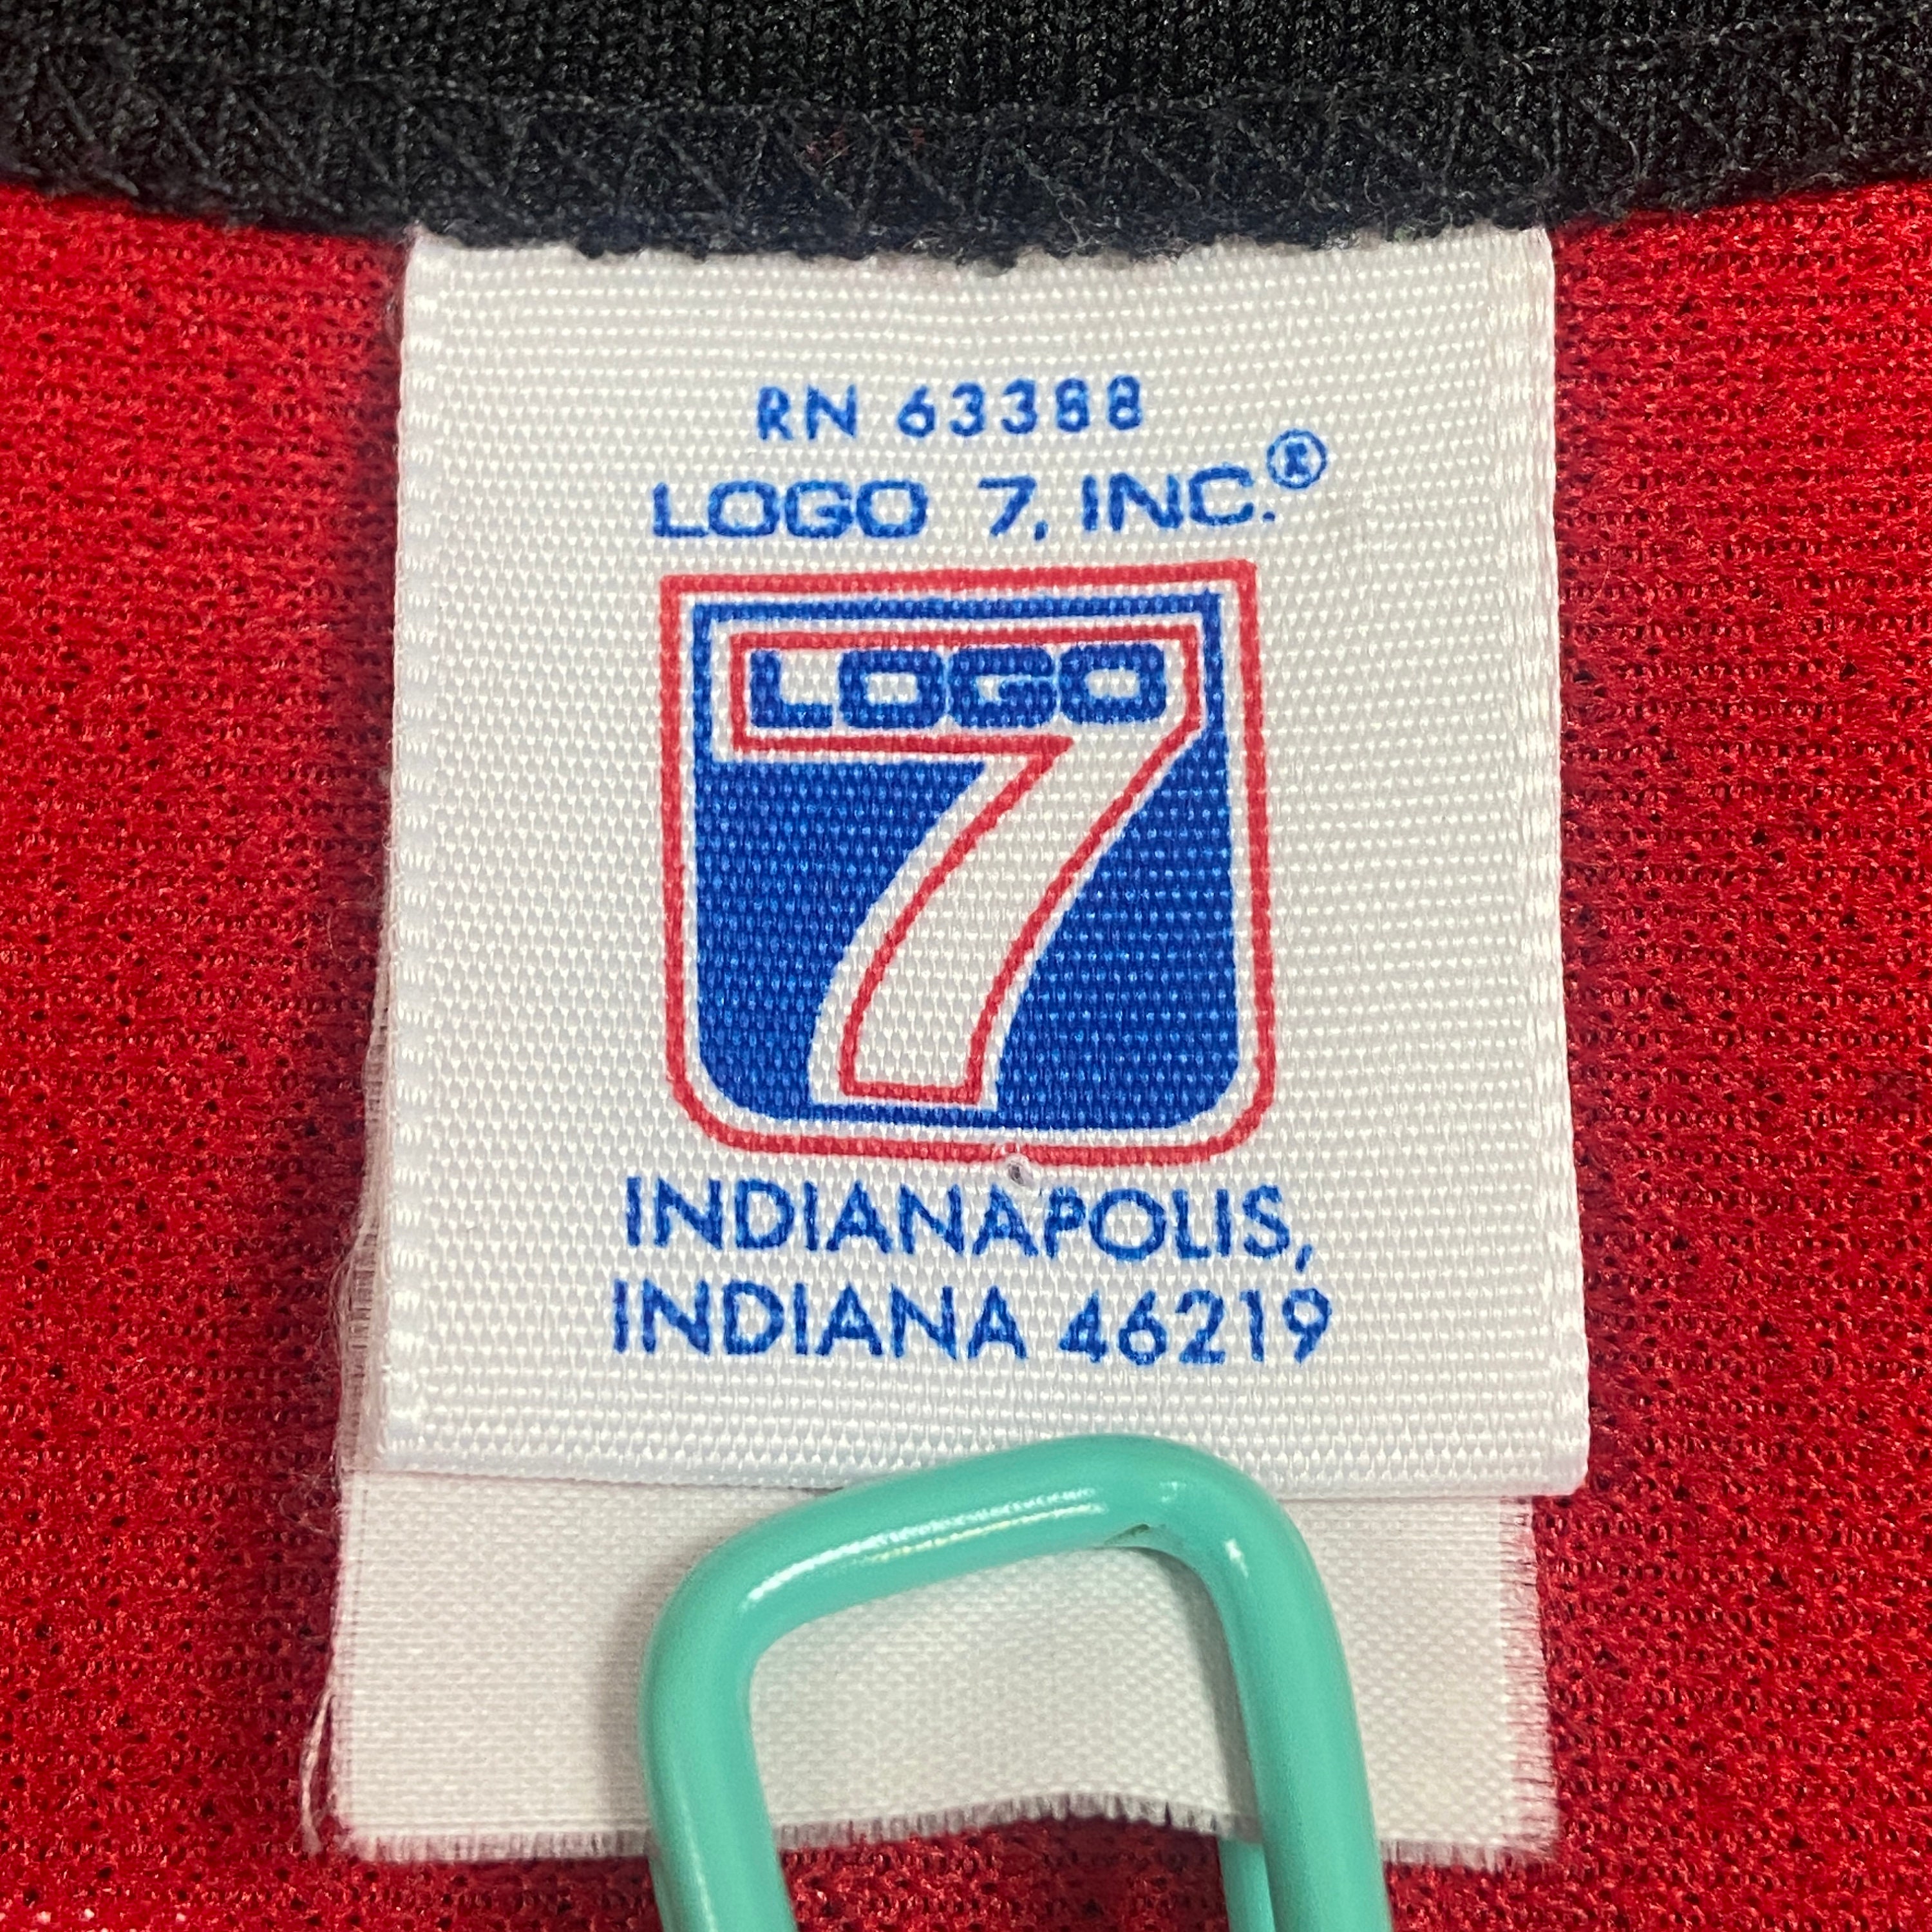 RN 63388
LOGO 7, INC.®
LOGO
7
INDIANAPOLIS,
INDIANA 46219